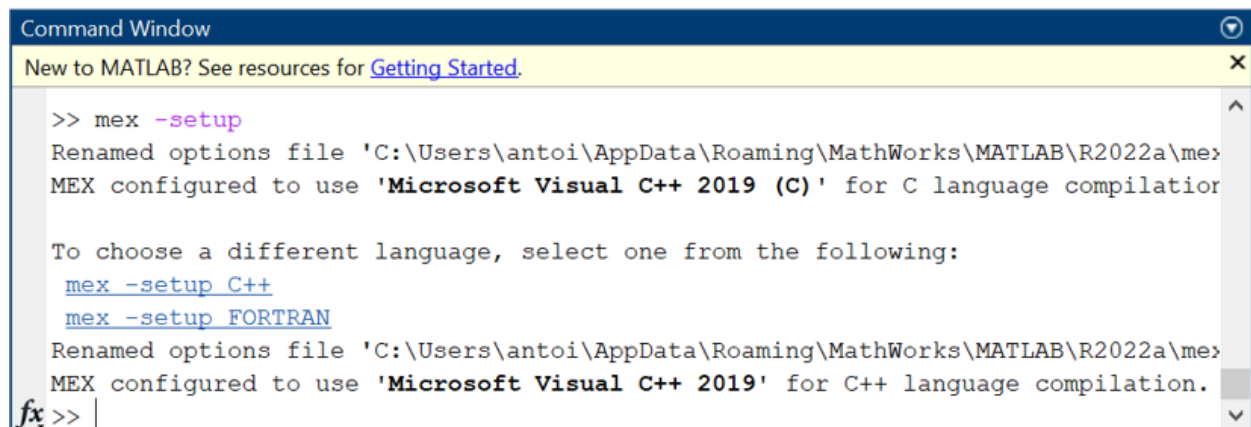 Command Window
New to MATLAB? See resources for Getting Started.
>> mex -setup
Renamed options file 'C:\Users\antoi\AppData\Roaming\MathWorks\MATLAB\R2022a\mex
MEX configured to use 'Microsoft Visual C++ 2019 (C)' for C language compilation
To choose a different language, select one from the following:
mex -setup C++
mex -setup FORTRAN
Renamed options file 'C:\Users\antoi\AppData\Roaming\MathWorks\MATLAB\R2022a\mex
MEX configured to use 'Microsoft Visual C++ 2019' for C++ language compilation.
fx >>